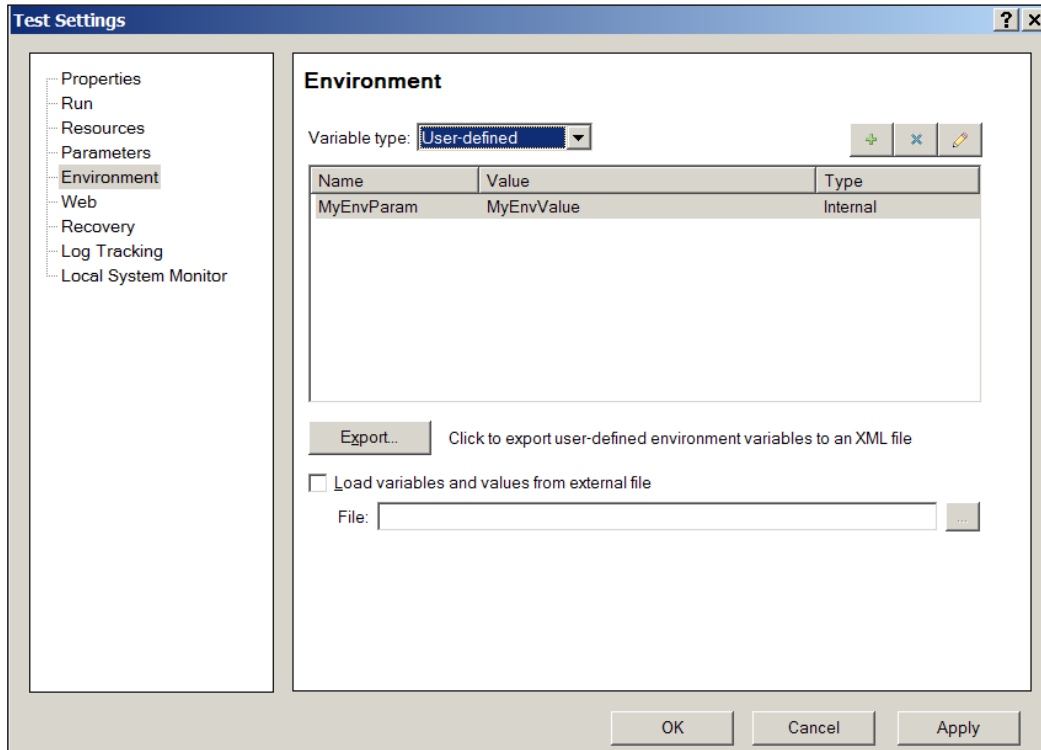 Test Settings
Properties
Run
Resources
Parameters
Environment
Web
Recovery
Log Tracking
Local System Monitor
Environment
Variable type: User-defined
Name Value Type
MyEnvParam MyEnvValue Internal
Export... Click to export user-defined environment variables to an XML file
Load variables and values from external file
File: ...
OK Cancel Apply